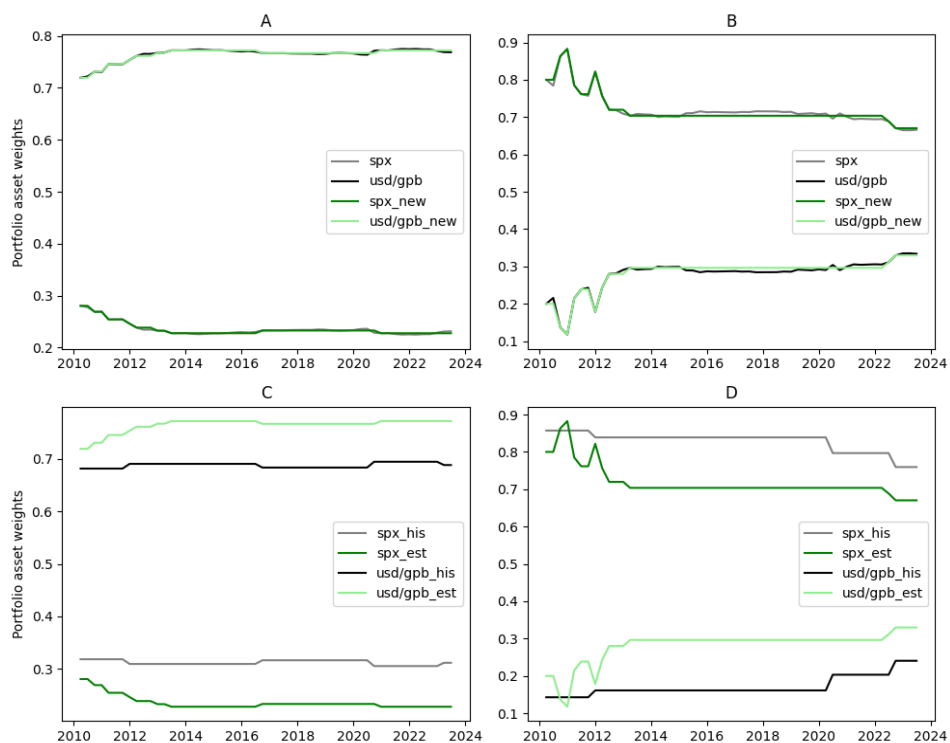 A
B
Portfolio asset weights
0.8
0.7
0.6
0.5
0.4
0.3
0.2
spx
usd/gpb
spx_new
usd/gpb_new
2010 2012 2014 2016 2018 2020 2022 2024
0.9
0.8
0.7
0.6
0.5
0.4
0.3
0.2
0.1
spx
usd/gpb
spx_new
usd/gpb_new
2010 2012 2014 2016 2018 2020 2022 2024
C
D
Portfolio asset weights
0.7
0.6
0.5
0.4
0.3
spx_his
spx_est
usd/gpb_his
usd/gpb_est
2010 2012 2014 2016 2018 2020 2022 2024
0.9
0.8
0.7
0.6
0.5
0.4
0.3
0.2
0.1
spx_his
spx_est
usd/gpb_his
usd/gpb_est
2010 2012 2014 2016 2018 2020 2022 2024